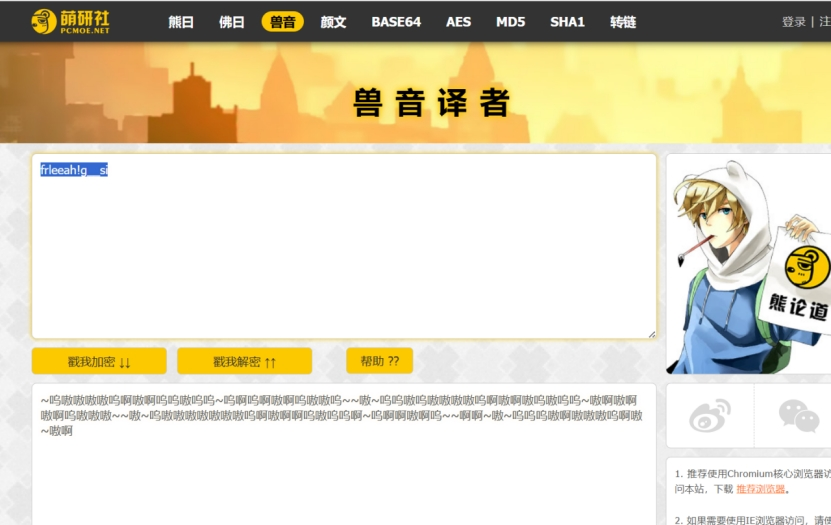 萌研社
PCMOE.NET
熊曰 佛曰 兽音 颜文 BASE64 AES MD5 SHA1 转链
登录 | 注
兽音译者
frleeah!g__si
戳我加密 ↓↓ 戳我解密 ↑↑ 帮助 ??
~呜嗷嗷嗷嗷呜啊嗷啊呜呜嗷呜呜~呜啊呜啊嗷啊呜嗷嗷呜~~嗷~呜呜嗷呜嗷嗷嗷嗷呜啊嗷啊嗷呜嗷呜呜~嗷啊嗷啊
嗷啊呜嗷嗷嗷~~嗷~呜嗷嗷嗷嗷嗷嗷呜啊嗷啊啊呜嗷呜呜啊~呜啊啊嗷啊呜~~啊啊~嗷~呜呜呜嗷啊嗷嗷嗷呜啊嗷
~嗷啊
熊论道
1. 推荐使用Chromium核心浏览器访
问本站，下载 推荐浏览器。
2. 如果需要使用IE浏览器访问，请使